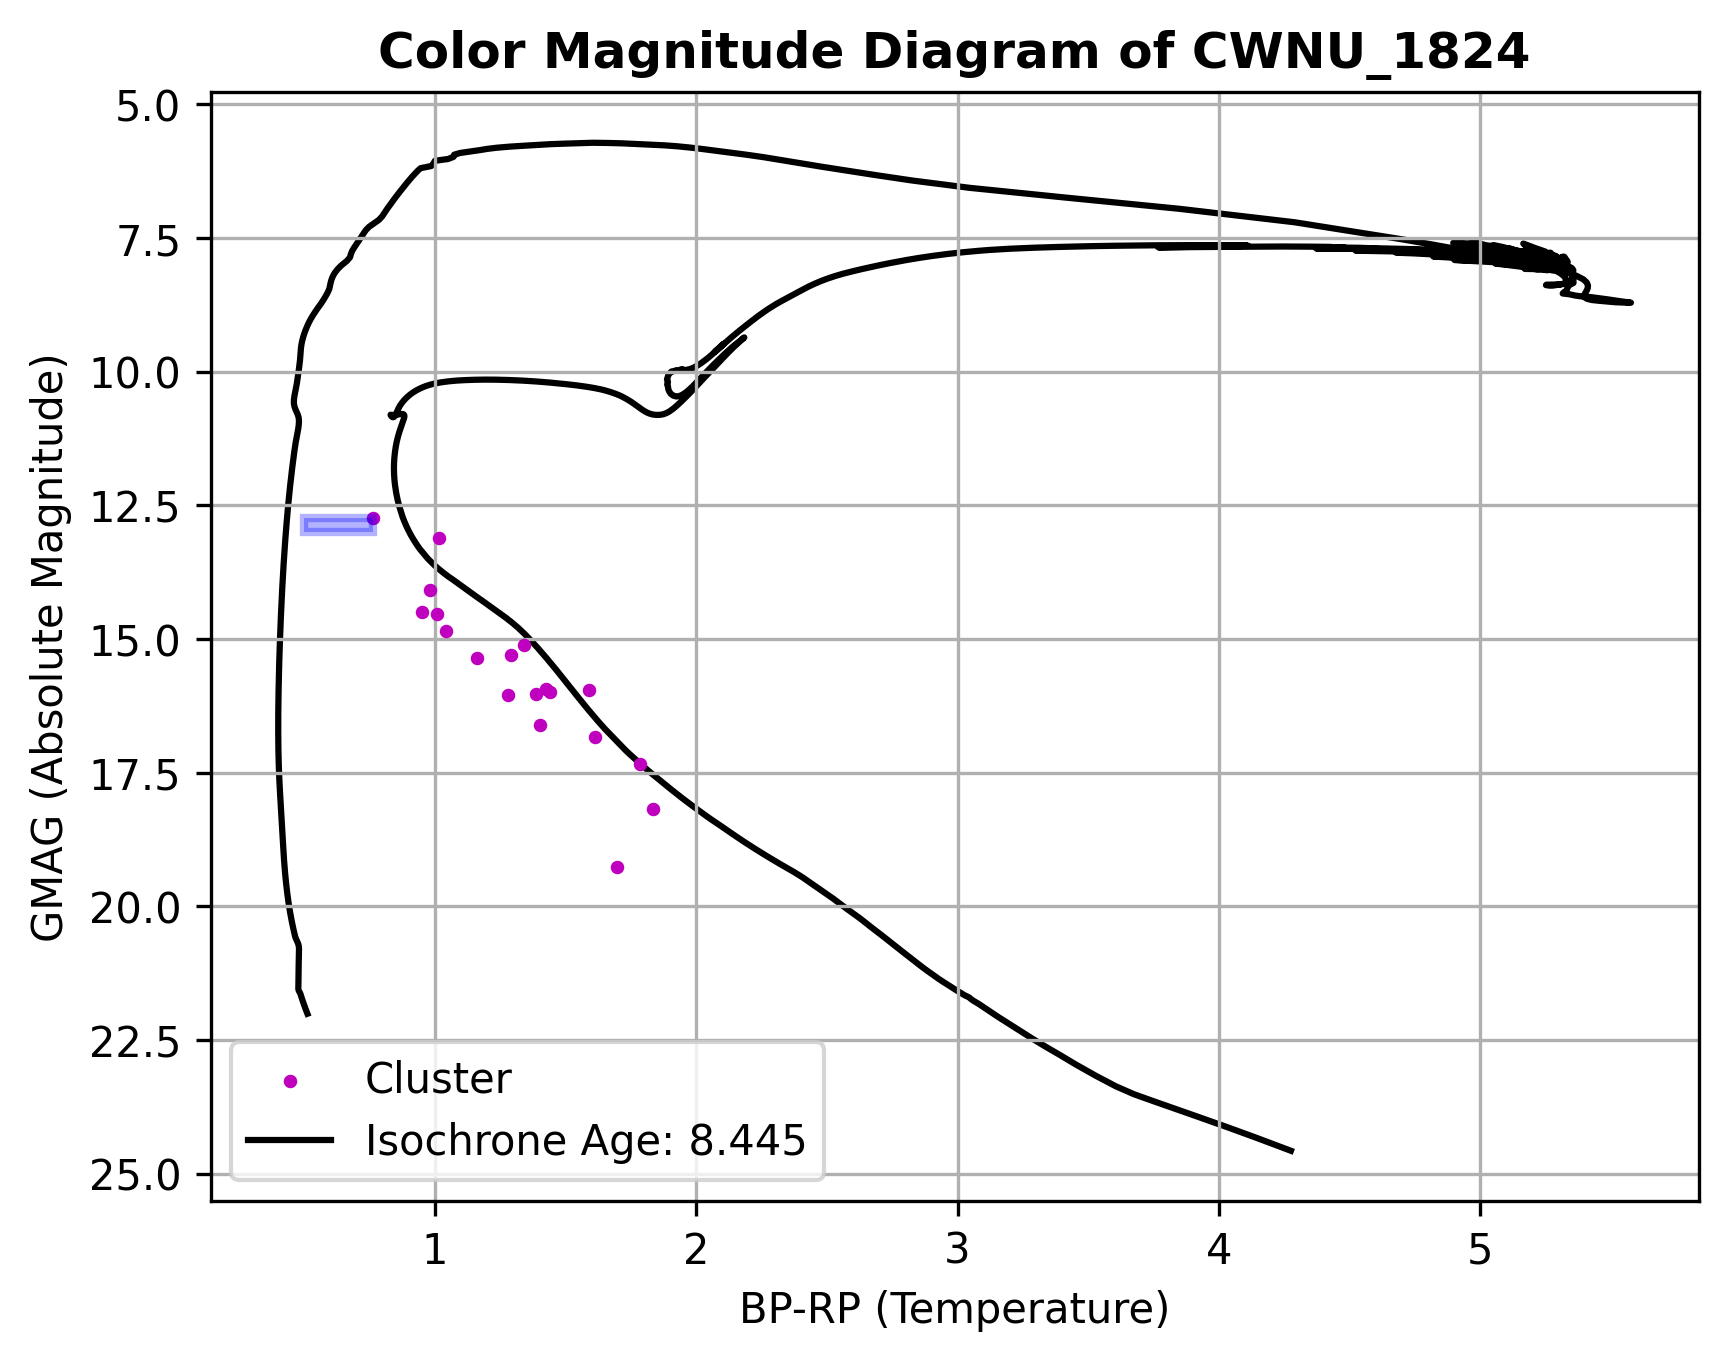 Color Magnitude Diagram of CWNU_1824
GMAG (Absolute Magnitude)
5.0
7.5
10.0
12.5
15.0
17.5
20.0
22.5
25.0
Cluster
Isochrone Age: 8.445
1 2 3 4 5
BP-RP (Temperature)